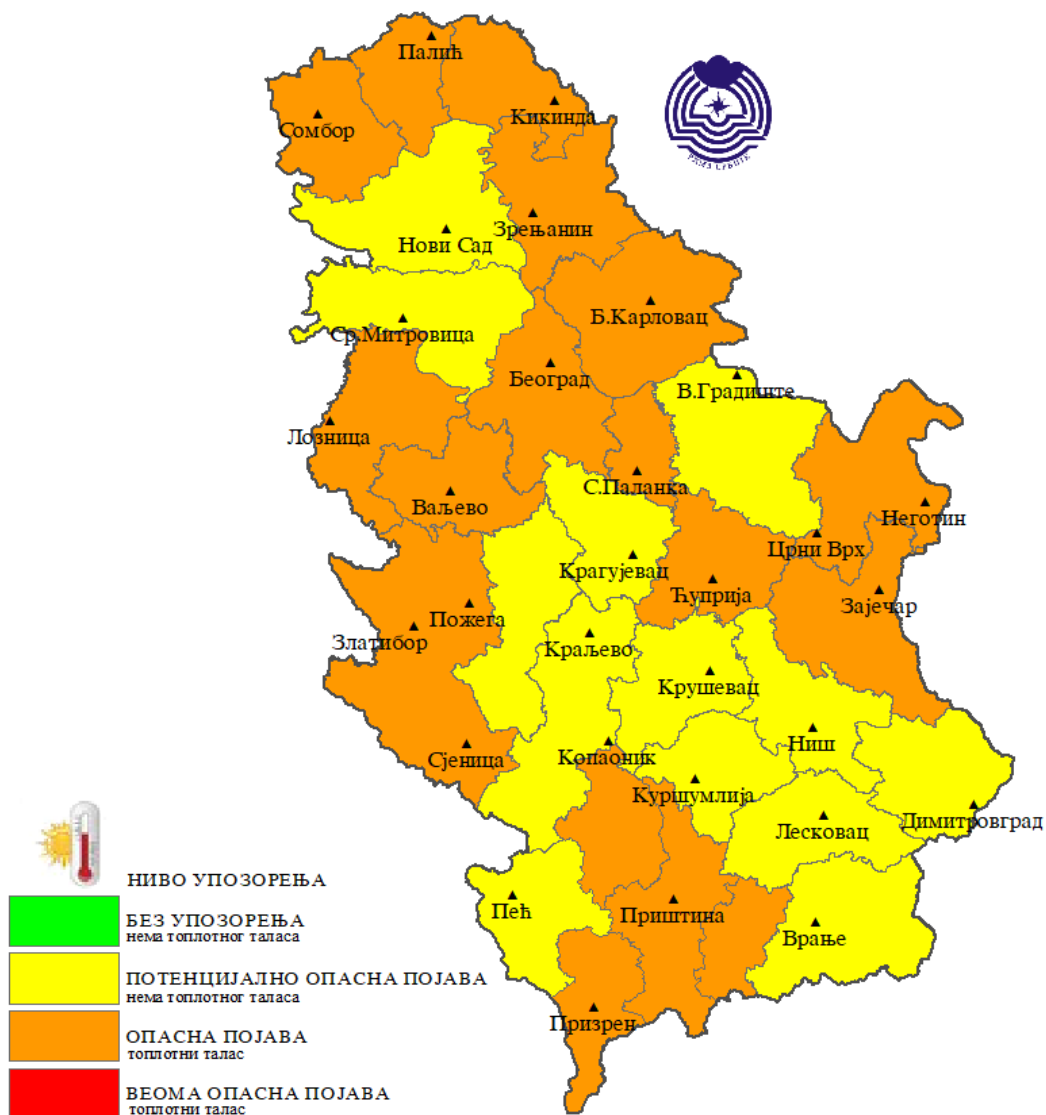 Палић
Кикинда
Сомбор
РХМЗ СРБИЈЕ
Зрењанин
Нови Сад
Б.Карловац
Ср.Митровица
Београд
В.Градиште
Лозница
С.Паланка
Ваљево
Неготин
Црни Врх
Крагујевац
Ћуприја
Зајечар
Пожега
Златибор
Краљево
Крушевац
Ниш
Сјеница
Копаоник
Куршумлија
Лесковац
Димитровград
Пећ
Приштина
Врање
Призрен
НИВО УПОЗОРЕЊА
БЕЗ УПОЗОРЕЊА
нема топлотног таласа
ПОТЕНЦИЈАЛНО ОПАСНА ПОЈАВА
нема топлотног таласа
ОПАСНА ПОЈАВА
топлотни талас
ВЕОМА ОПАСНА ПОЈАВА
топлотни талас